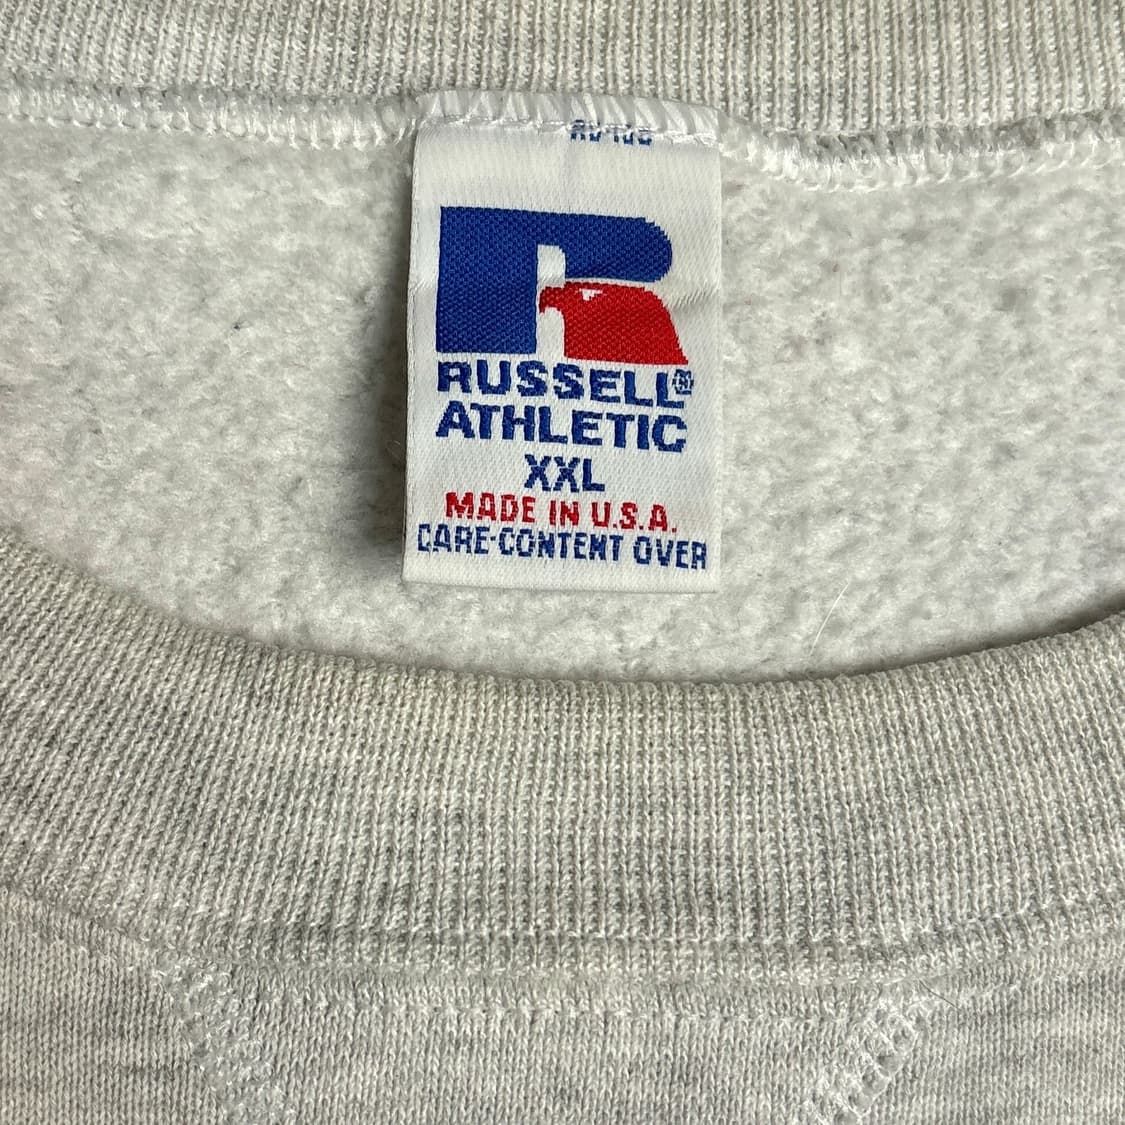 RUSSELL®
ATHLETIC
XXL
MADE IN U.S.A.
CARE-CONTENT OVER